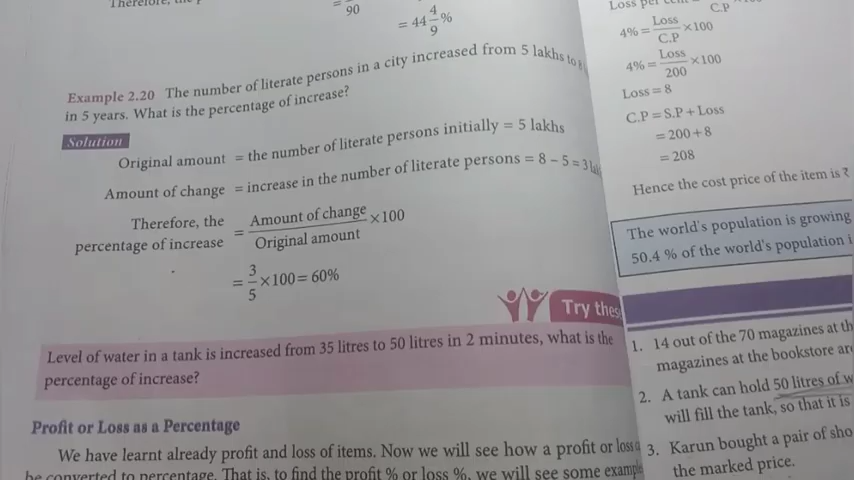 Therefore, the p
90
= 44 4/9 %
Example 2.20 The number of literate persons in a city increased from 5 lakhs to 8
in 5 years. What is the percentage of increase?
Solution
Original amount = the number of literate persons initially = 5 lakhs
Amount of change = increase in the number of literate persons = 8 – 5 = 3 la
Therefore, the percentage of increase = Amount of change / Original amount ×100
= 3/5 ×100 = 60%
Try thes
Level of water in a tank is increased from 35 litres to 50 litres in 2 minutes, what is the
percentage of increase?
Profit or Loss as a Percentage
We have learnt already profit and loss of items. Now we will see how a profit or loss
be converted to percentage. That is, to find the profit % or loss %, we will see some example
Loss per cen
C.P ×100
4% = Loss/C.P ×100
4% = Loss/200 ×100
Loss = 8
C.P = S.P + Loss
= 200 + 8
= 208
Hence the cost price of the item is ₹
The world's population is growing
50.4 % of the world's population i
1. 14 out of the 70 magazines at th
magazines at the bookstore are
2. A tank can hold 50 litres of w
will fill the tank, so that it is
3. Karun bought a pair of sho
the marked price.